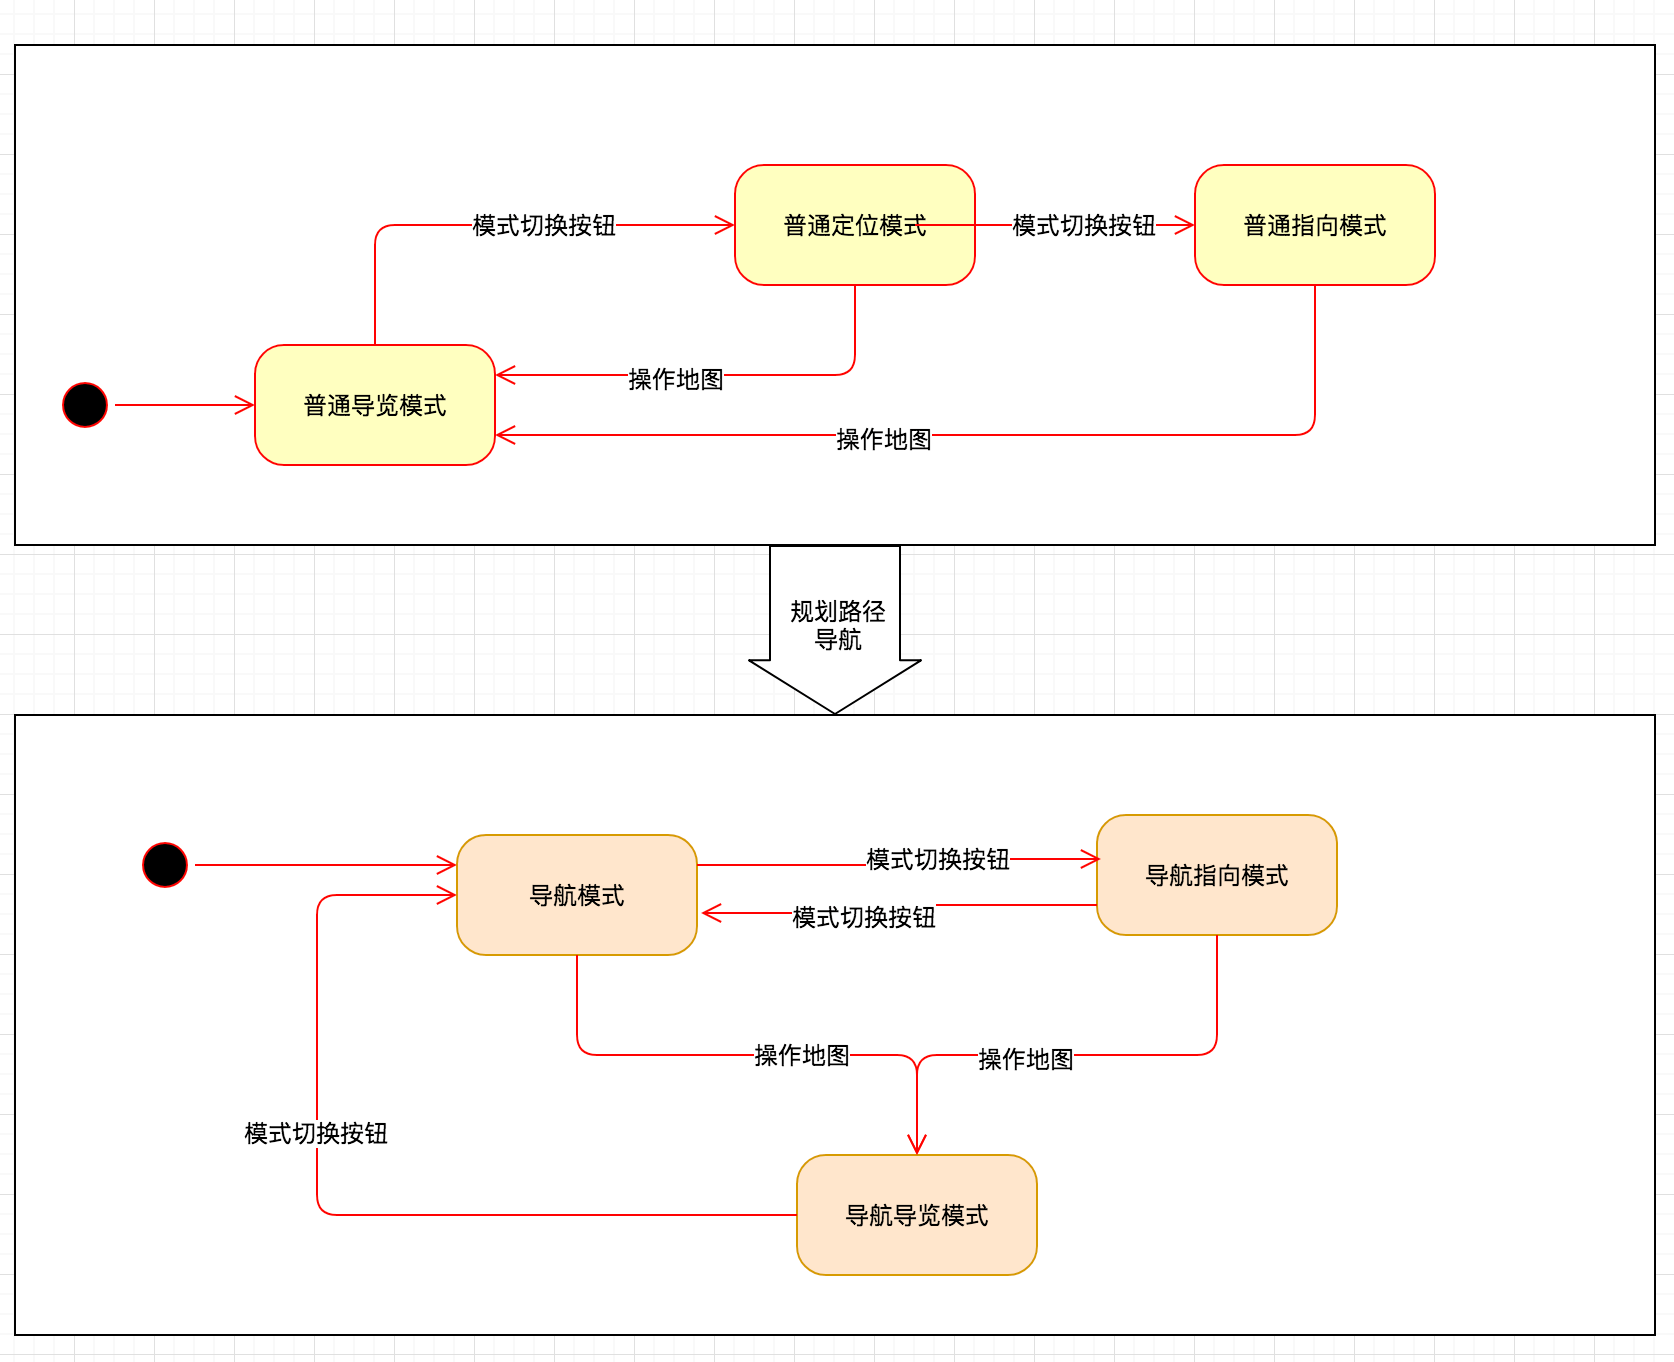 模式切换按钮
普通定位模式
模式切换按钮
普通指向模式
操作地图
普通导览模式
操作地图
规划路径
导航
模式切换按钮
导航指向模式
导航模式
模式切换按钮
操作地图
操作地图
模式切换按钮
导航导览模式